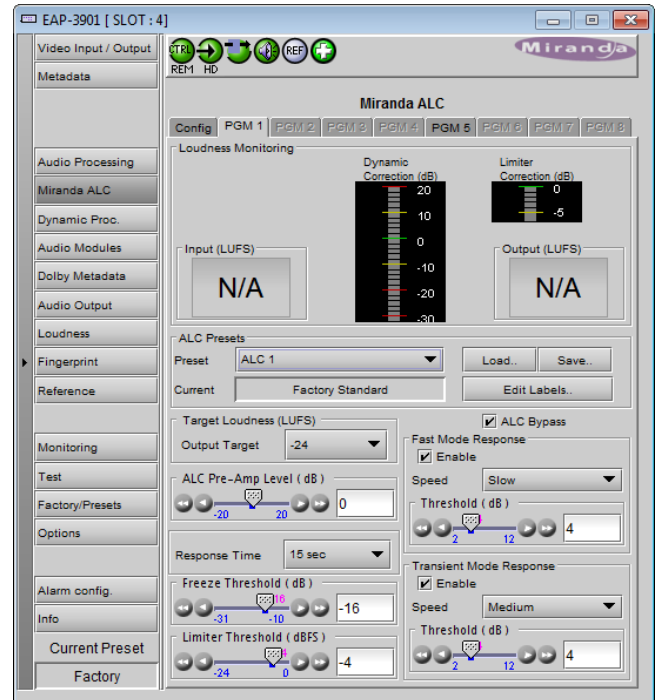 EAP-3901 [ SLOT : 4]
Video Input / Output
Metadata
Audio Processing
Miranda ALC
Dynamic Proc.
Audio Modules
Dolby Metadata
Audio Output
Loudness
Fingerprint
Reference
Monitoring
Test
Factory/Presets
Options
Alarm config.
Info
Current Preset
Factory
CTRL REF
REM HD
Miranda
Miranda ALC
Config PGM 1 PGM 2 PGM 3 PGM 4 PGM 5 PGM 6 PGM 7 PGM 8
Loudness Monitoring
Dynamic
Correction (dB)
20
10
0
-10
-20
-30
Limiter
Correction (dB)
0
-5
Input (LUFS)
N/A
Output (LUFS)
N/A
ALC Presets
Preset ALC 1 Load.. Save..
Current Factory Standard Edit Labels..
Target Loudness (LUFS)
Output Target -24
ALC Pre-Amp Level ( dB )
-20 20 0
Response Time 15 sec
Freeze Threshold ( dB )
-16
-31 -10 -16
Limiter Threshold ( dBFS )
-4
-24 0 -4
ALC Bypass
Fast Mode Response
Enable
Speed Slow
Threshold ( dB )
2 12 4
Transient Mode Response
Enable
Speed Medium
Threshold ( dB )
2 12 4